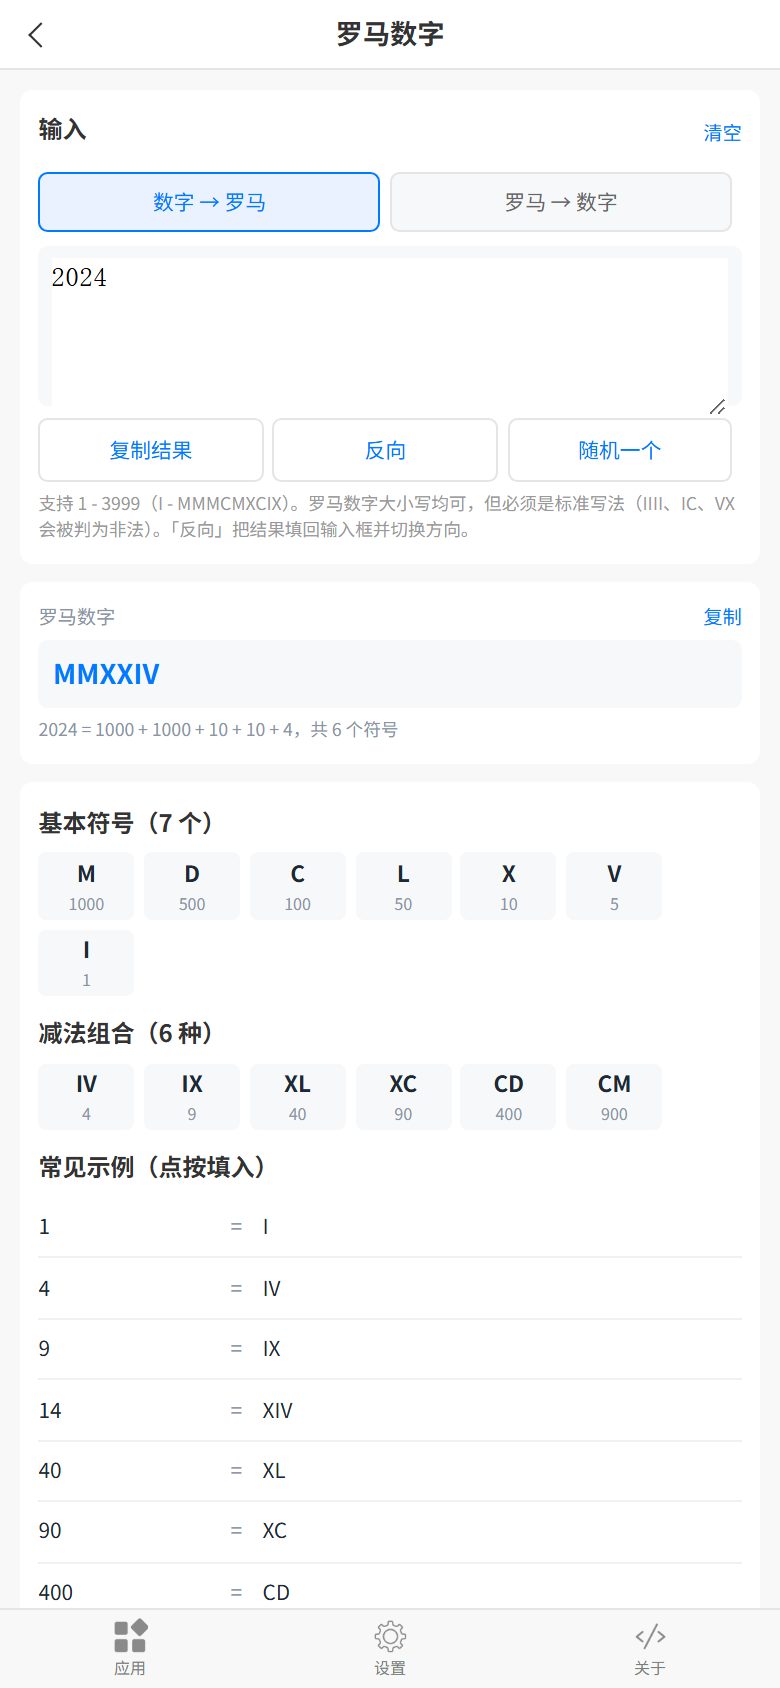 罗马数字
输入
清空
数字 → 罗马
罗马 → 数字
2024
复制结果
反向
随机一个
支持 1 - 3999（I - MMMCMXCIX）。罗马数字大小写均可，但必须是标准写法（IIII、IC、VX
会被判为非法）。「反向」把结果填回输入框并切换方向。
罗马数字
复制
MMXXIV
2024 = 1000 + 1000 + 10 + 10 + 4，共 6 个符号
基本符号（7 个）
M D C L X V
1000 500 100 50 10 5
I
1
减法组合（6 种）
IV IX XL XC CD CM
4 9 40 90 400 900
常见示例（点按填入）
1 = I
4 = IV
9 = IX
14 = XIV
40 = XL
90 = XC
400 = CD
应用 设置 关于